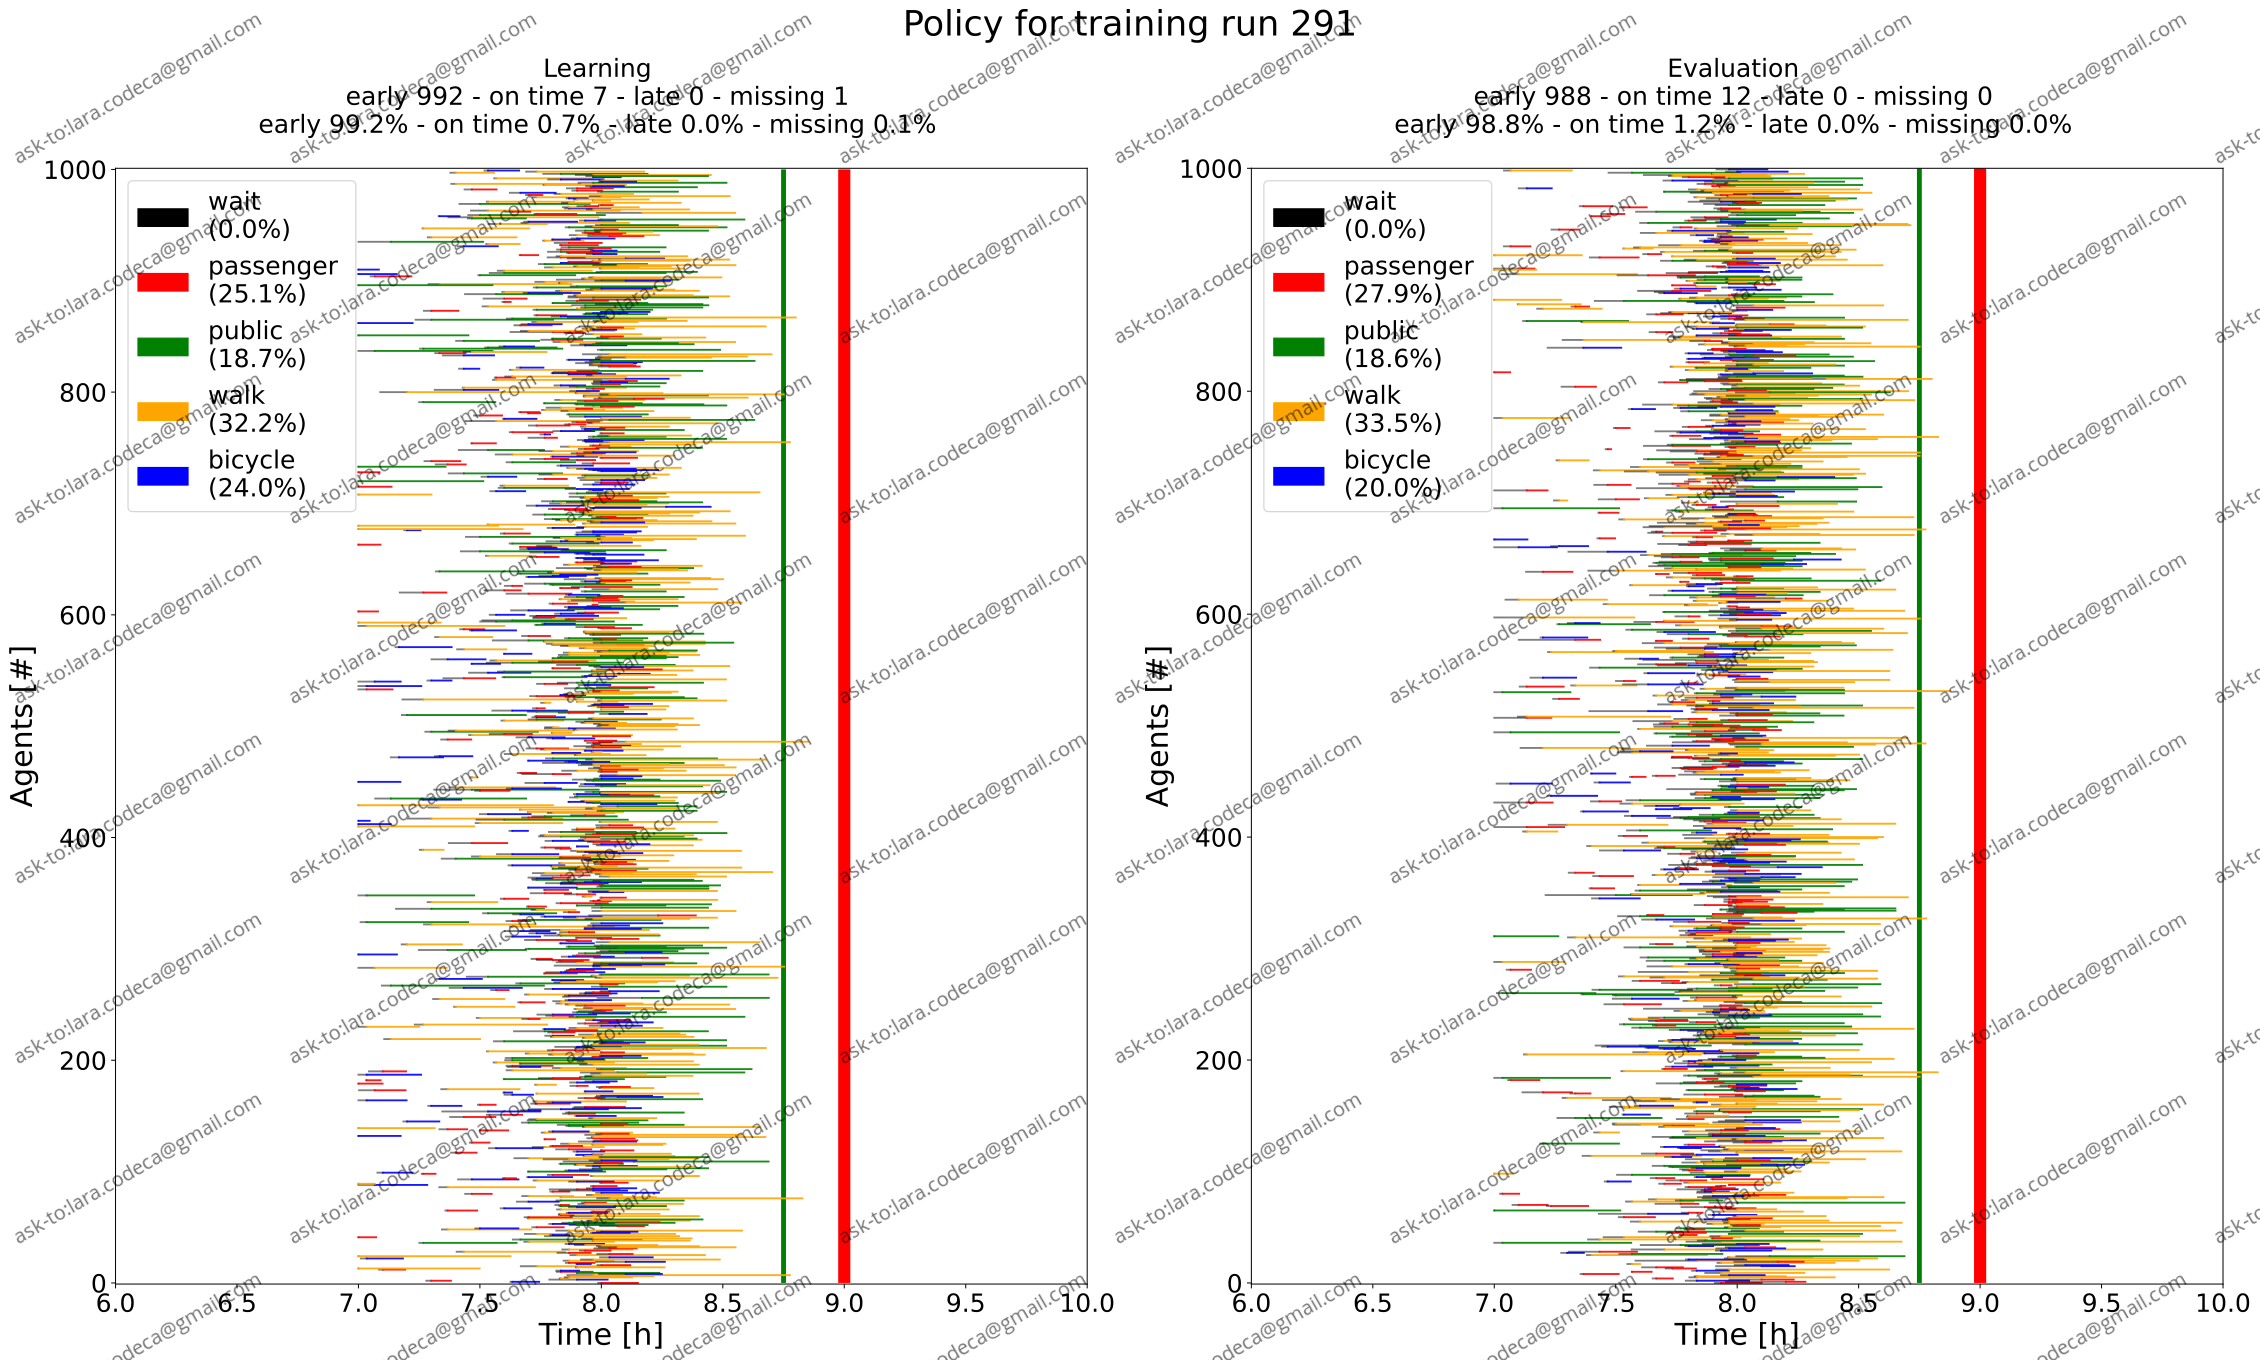 Policy for training run 291
Learning
early 992 - on time 7 - late 0 - missing 1
early 99.2% - on time 0.7% - late 0.0% - missing 0.1%
Evaluation
early 988 - on time 12 - late 0 - missing 0
early 98.8% - on time 1.2% - late 0.0% - missing 0.0%
Agents [#]
1000
800
600
400
200
0
wait
(0.0%)
passenger
(25.1%)
public
(18.7%)
walk
(32.2%)
bicycle
(24.0%)
6.0 6.5 7.0 7.5 8.0 8.5 9.0 9.5 10.0
Time [h]
Agents [#]
1000
800
600
400
200
0
wait
(0.0%)
passenger
(27.9%)
public
(18.6%)
walk
(33.5%)
bicycle
(20.0%)
6.0 6.5 7.0 7.5 8.0 8.5 9.0 9.5 10.0
Time [h]
ask-to:lara.codeca@gmail.com